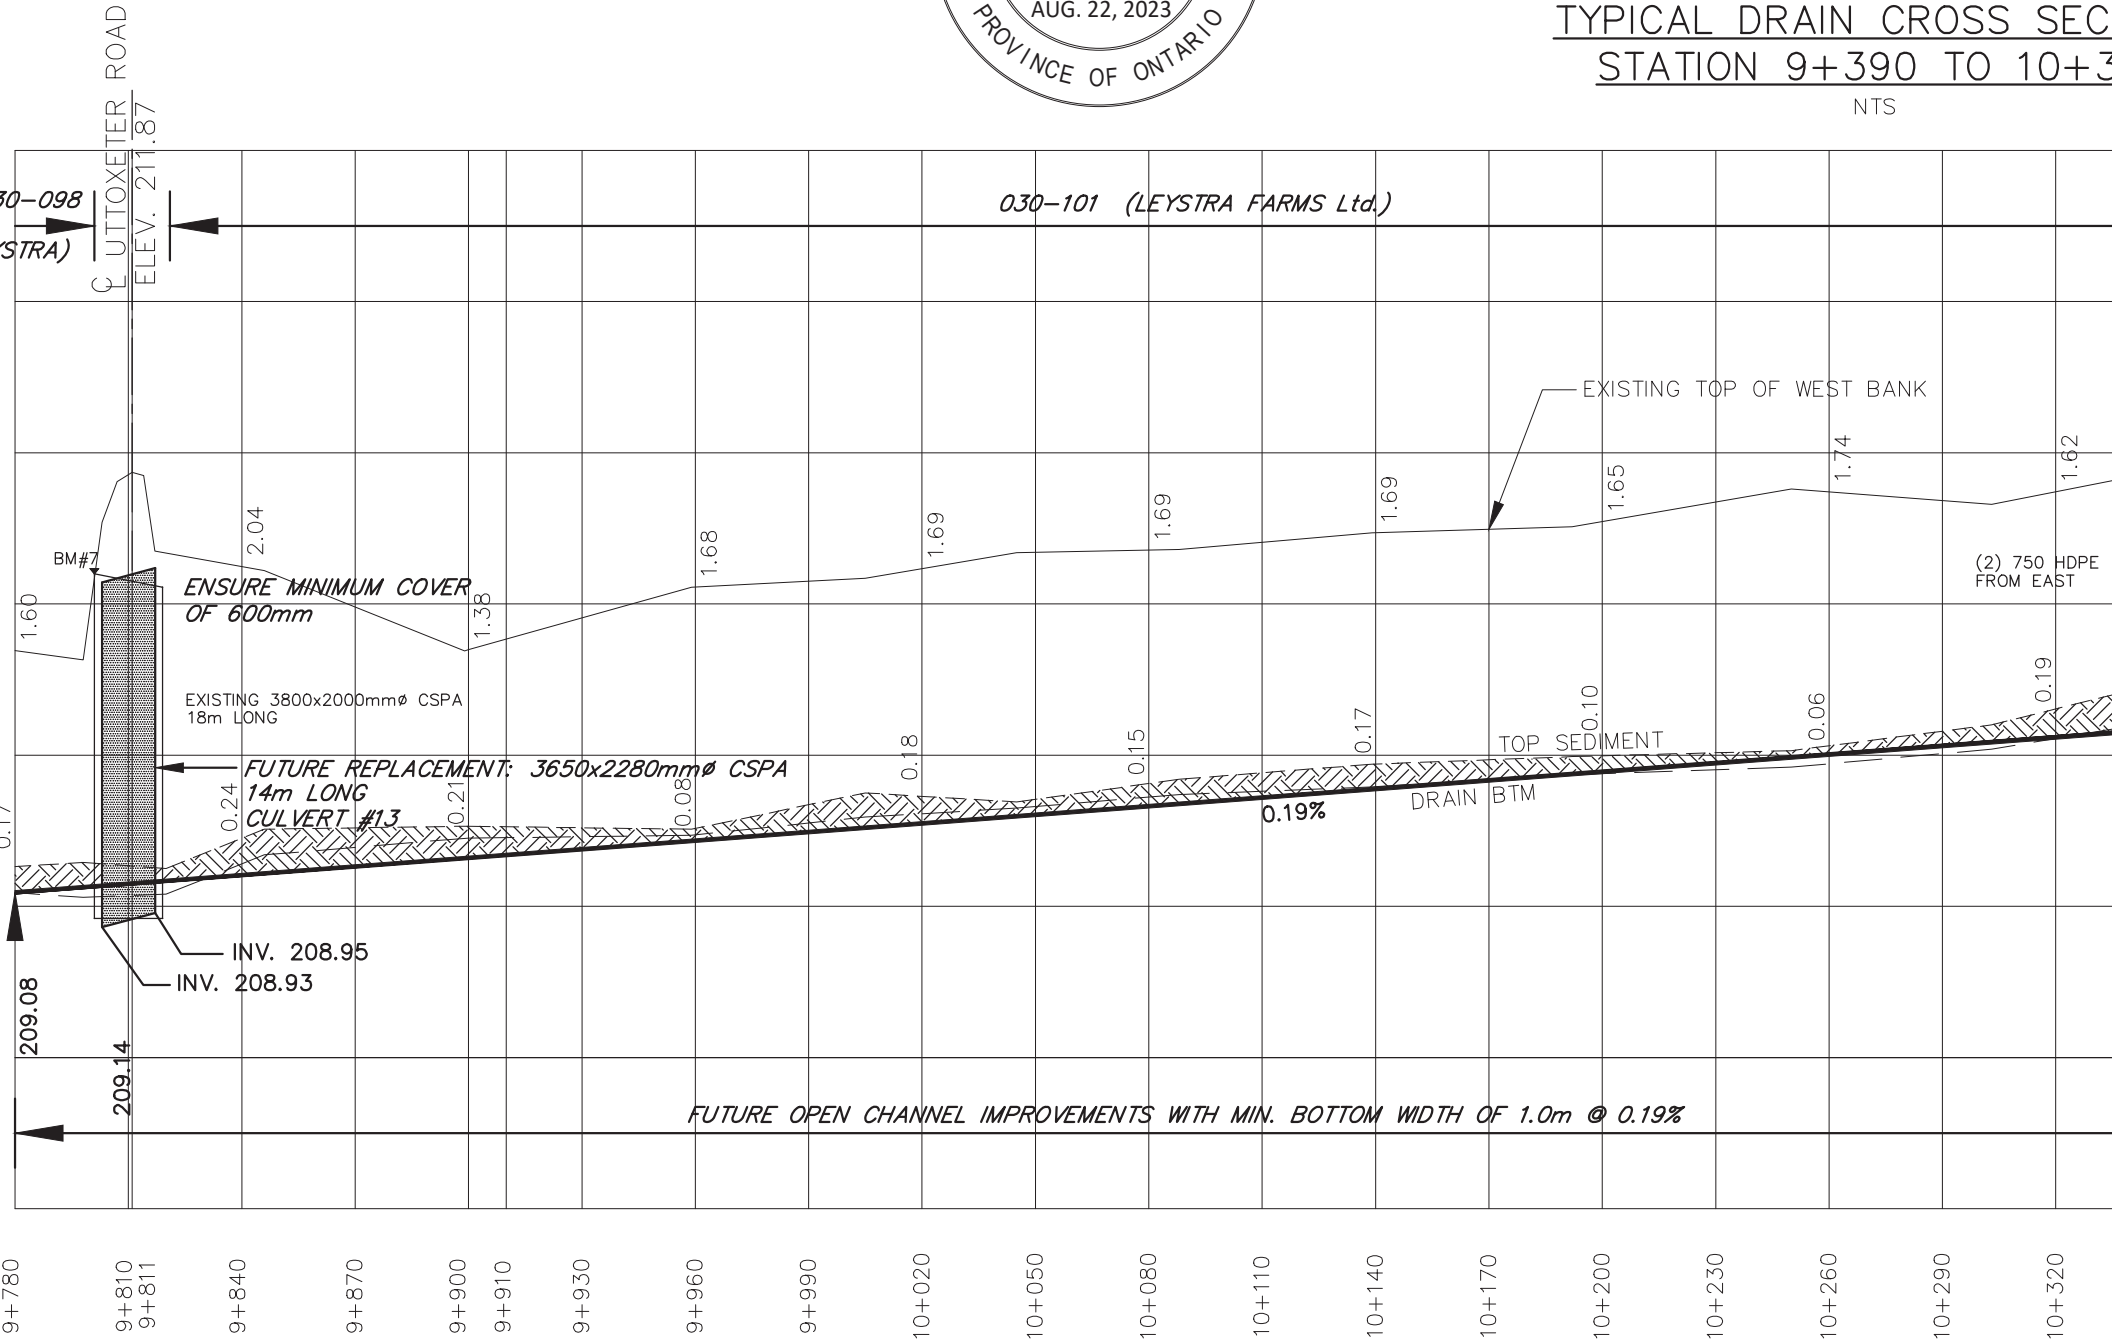 AUG. 22, 2023
PROVINCE OF ONTARIO
TYPICAL DRAIN CROSS SEC
STATION 9+390 TO 10+3
NTS
℄ UTTOXETER ROAD
ELEV. 211.87
30-098
YSTRA)
030-101 (LEYSTRA FARMS Ltd.)
EXISTING TOP OF WEST BANK
BM#7
1.60
2.04
1.38
1.68
1.69
1.69
1.69
1.65
1.74
1.62
ENSURE MINIMUM COVER
OF 600mm
(2) 750 HDPE
FROM EAST
EXISTING 3800x2000mmø CSPA
18m LONG
FUTURE REPLACEMENT: 3650x2280mmø CSPA
14m LONG
CULVERT #13
0.17
0.24
0.21
0.08
0.18
0.15
0.17
0.10
0.06
0.19
TOP SEDIMENT
DRAIN BTM
0.19%
INV. 208.95
INV. 208.93
209.08
209.14
FUTURE OPEN CHANNEL IMPROVEMENTS WITH MIN. BOTTOM WIDTH OF 1.0m @ 0.19%
9+780
9+810
9+811
9+840
9+870
9+900
9+910
9+930
9+960
9+990
10+020
10+050
10+080
10+110
10+140
10+170
10+200
10+230
10+260
10+290
10+320